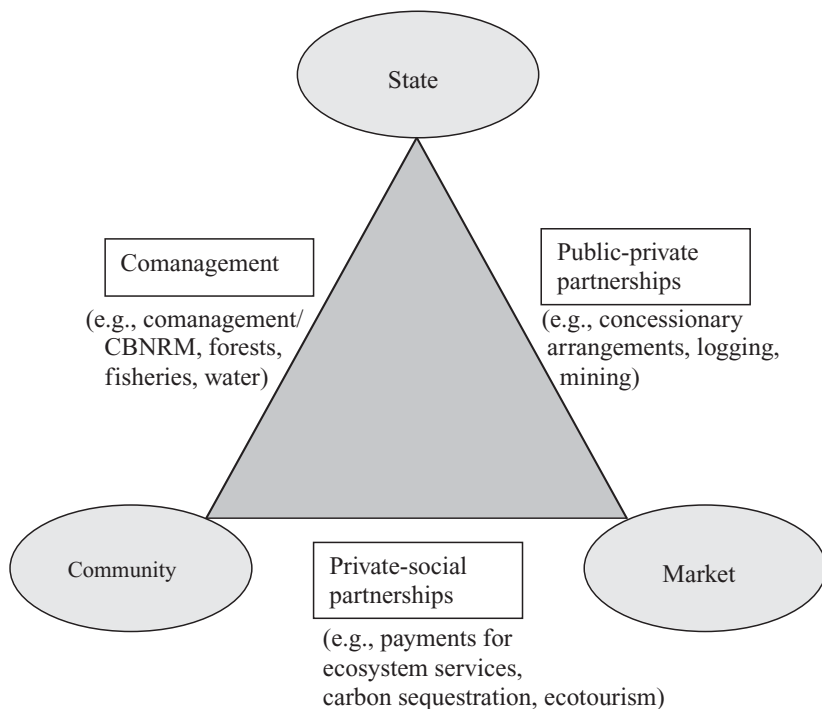 State
Comanagement
(e.g., comanagement/
CBNRM, forests,
fisheries, water)
Public-private
partnerships
(e.g., concessionary
arrangements, logging,
mining)
Community
Private-social
partnerships
(e.g., payments for
ecosystem services,
carbon sequestration, ecotourism)
Market